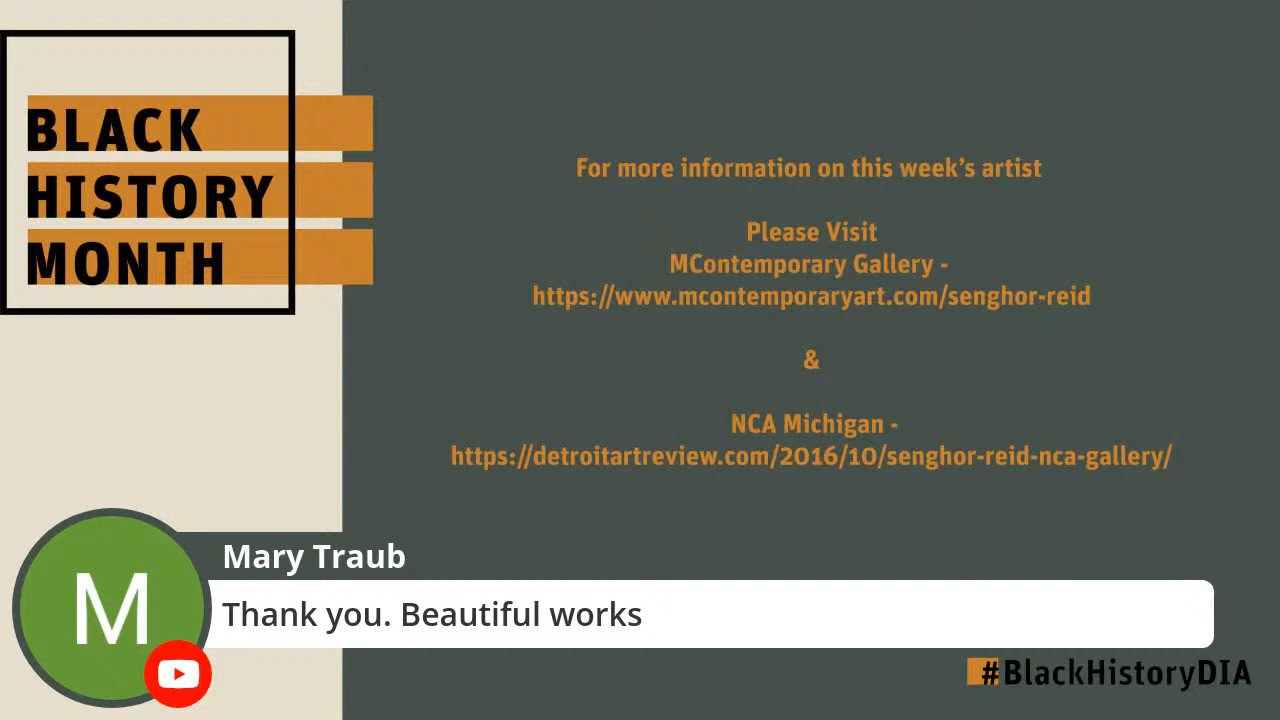 BLACK
HISTORY
MONTH
For more information on this week's artist
Please Visit
MContemporary Gallery -
https://www.mcontemporaryart.com/senghor-reid
&
NCA Michigan -
https://detroitartreview.com/2016/10/senghor-reid-nca-gallery/
M
Mary Traub
Thank you. Beautiful works
#BlackHistoryDIA